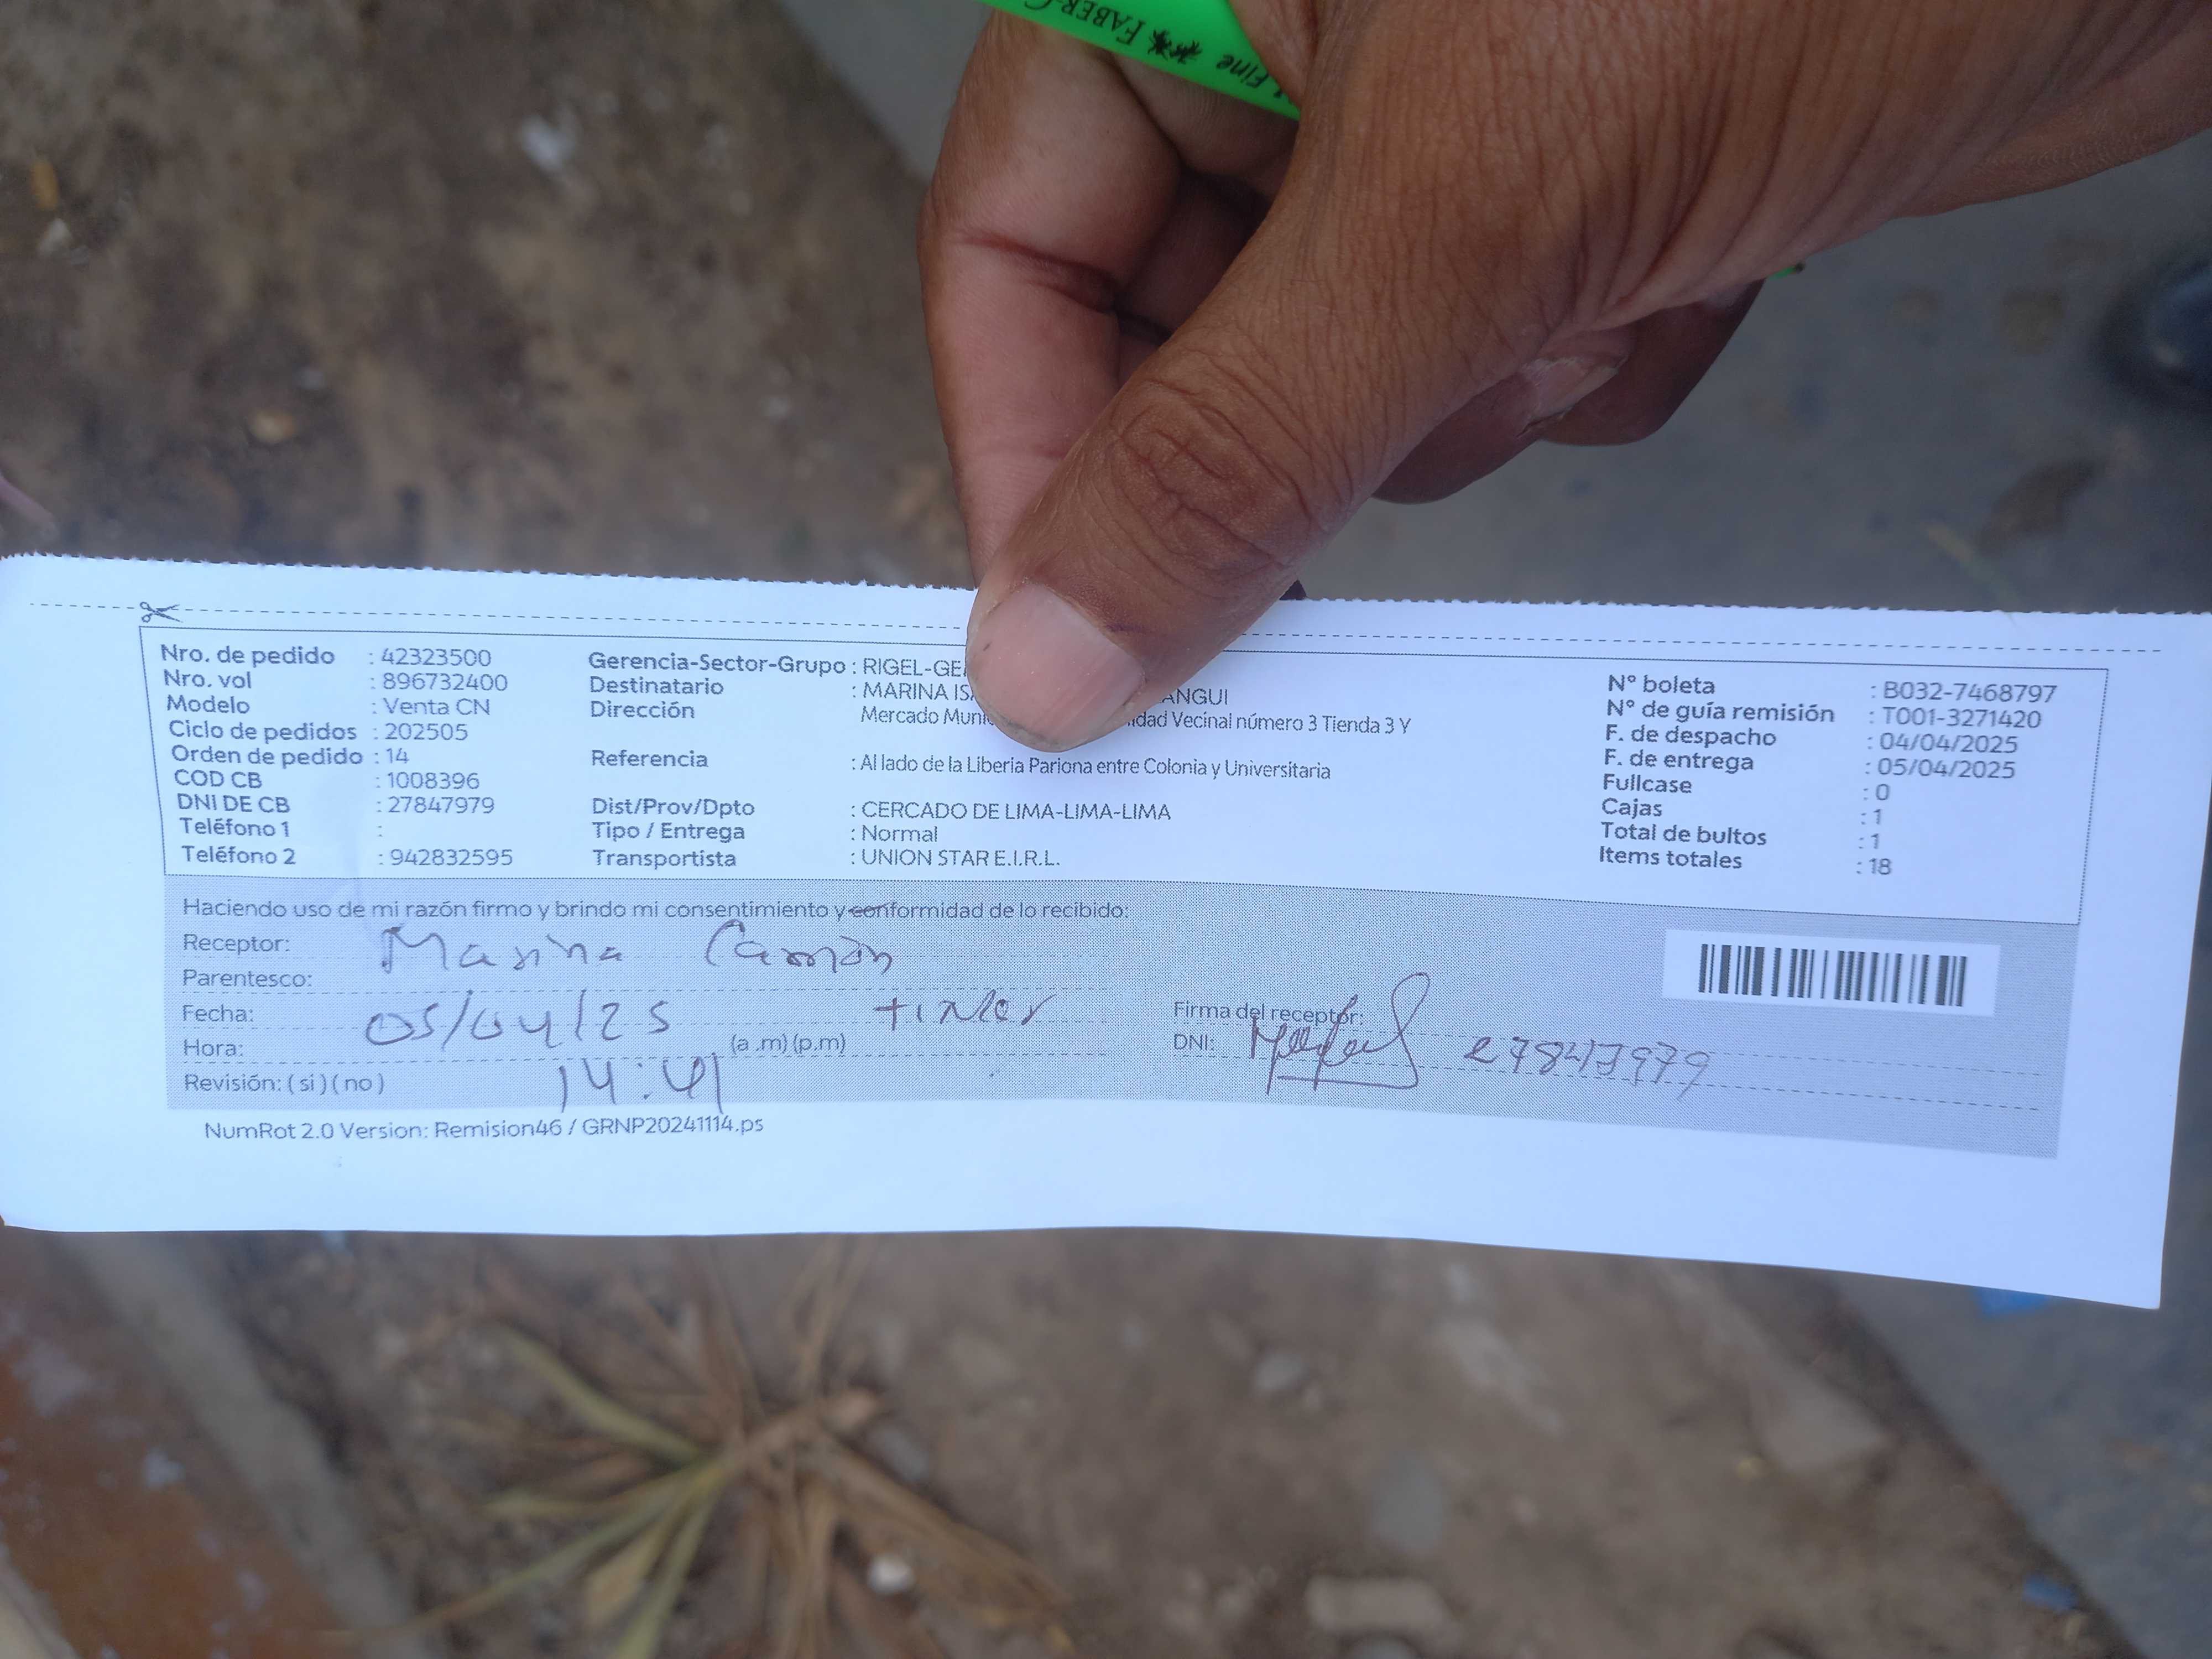 FABER-C
Fine
Nro. de pedido : 42323500
Nro. vol : 896732400
Modelo : Venta CN
Ciclo de pedidos : 202505
Orden de pedido : 14
COD CB : 1008396
DNI DE CB : 27847979
Teléfono 1 :
Teléfono 2 : 942832595
Gerencia-Sector-Grupo : RIGEL-GE
Destinatario : MARINA IS ANGUI
Dirección Mercado Muni idad Vecinal número 3 Tienda 3 Y
Referencia : Al lado de la Liberia Pariona entre Colonia y Universitaria
Dist/Prov/Dpto : CERCADO DE LIMA-LIMA-LIMA
Tipo / Entrega : Normal
Transportista : UNION STAR E.I.R.L.
N° boleta : B032-7468797
N° de guía remisión : T001-3271420
F. de despacho : 04/04/2025
F. de entrega : 05/04/2025
Fullcase : 0
Cajas : 1
Total de bultos : 1
Items totales : 18
Haciendo uso de mi razón firmo y brindo mi consentimiento y conformidad de lo recibido:
Receptor: Marina
Parentesco:
Fecha: 05/04/25
Hora: (a .m) (p.m)
14:41
Revisión: ( si ) ( no )
Firma del receptor:
DNI: 27847979
NumRot 2.0 Version: Remision46 / GRNP20241114.ps